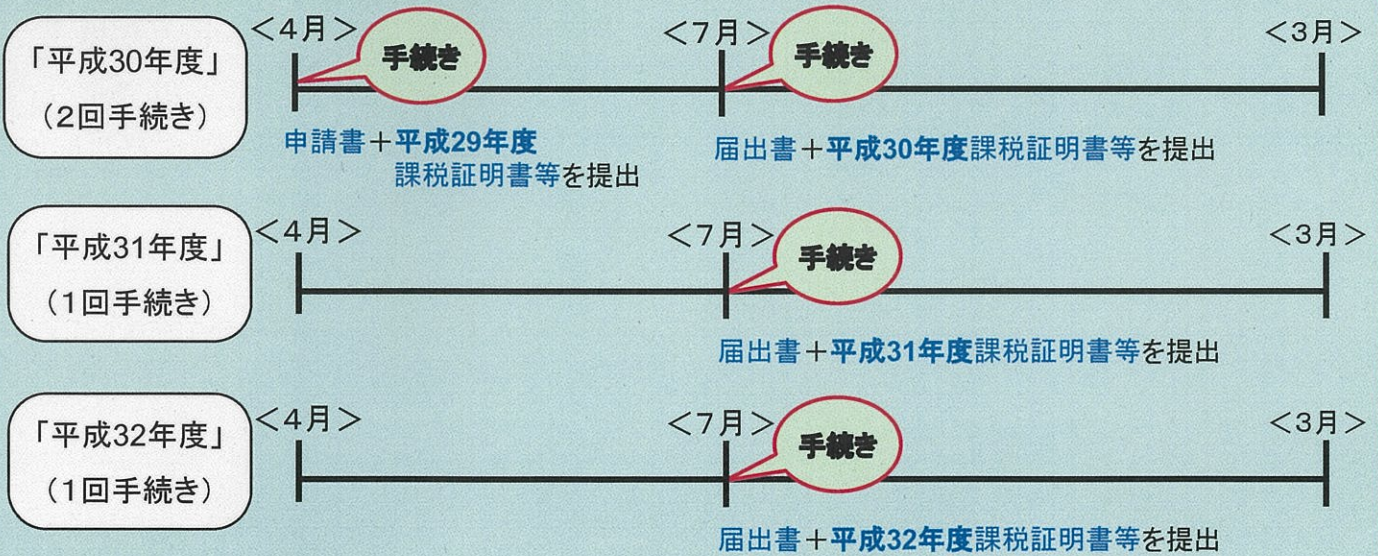 「平成30年度」
(2回手続き)
<4月>
手続き
<7月>
手続き
<3月>
申請書+平成29年度
課税証明書等を提出
届出書+平成30年度課税証明書等を提出
「平成31年度」
(1回手続き)
<4月>
<7月>
手続き
<3月>
届出書+平成31年度課税証明書等を提出
「平成32年度」
(1回手続き)
<4月>
<7月>
手続き
<3月>
届出書+平成32年度課税証明書等を提出